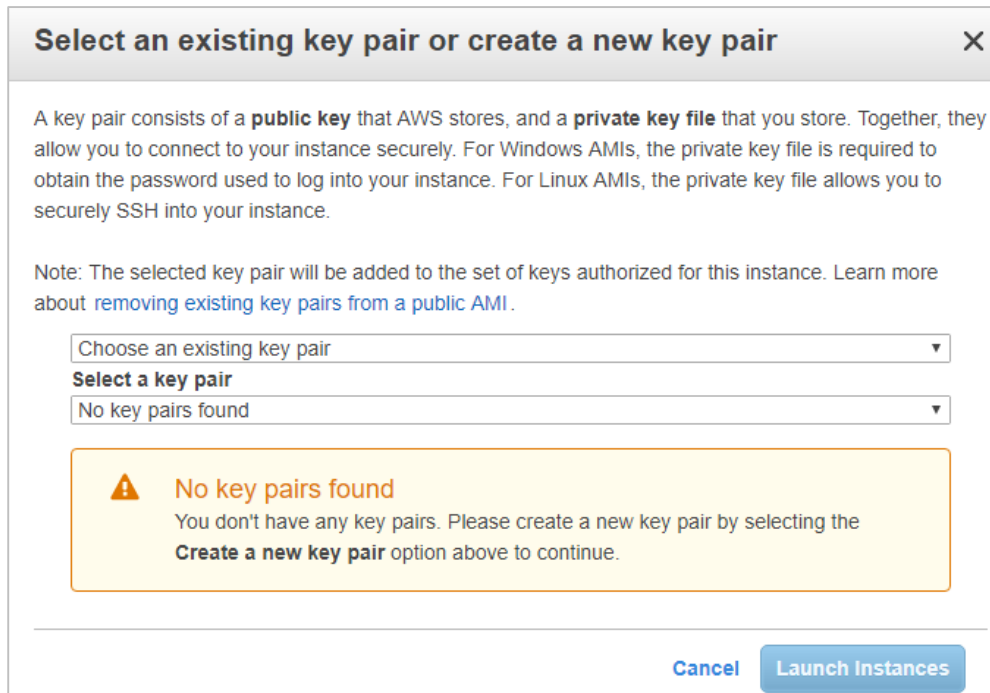 Select an existing key pair or create a new key pair
A key pair consists of a public key that AWS stores, and a private key file that you store. Together, they
allow you to connect to your instance securely. For Windows AMIs, the private key file is required to
obtain the password used to log into your instance. For Linux AMIs, the private key file allows you to
securely SSH into your instance.
Note: The selected key pair will be added to the set of keys authorized for this instance. Learn more
about removing existing key pairs from a public AMI.
Choose an existing key pair
Select a key pair
No key pairs found
No key pairs found
You don't have any key pairs. Please create a new key pair by selecting the
Create a new key pair option above to continue.
Cancel Launch Instances